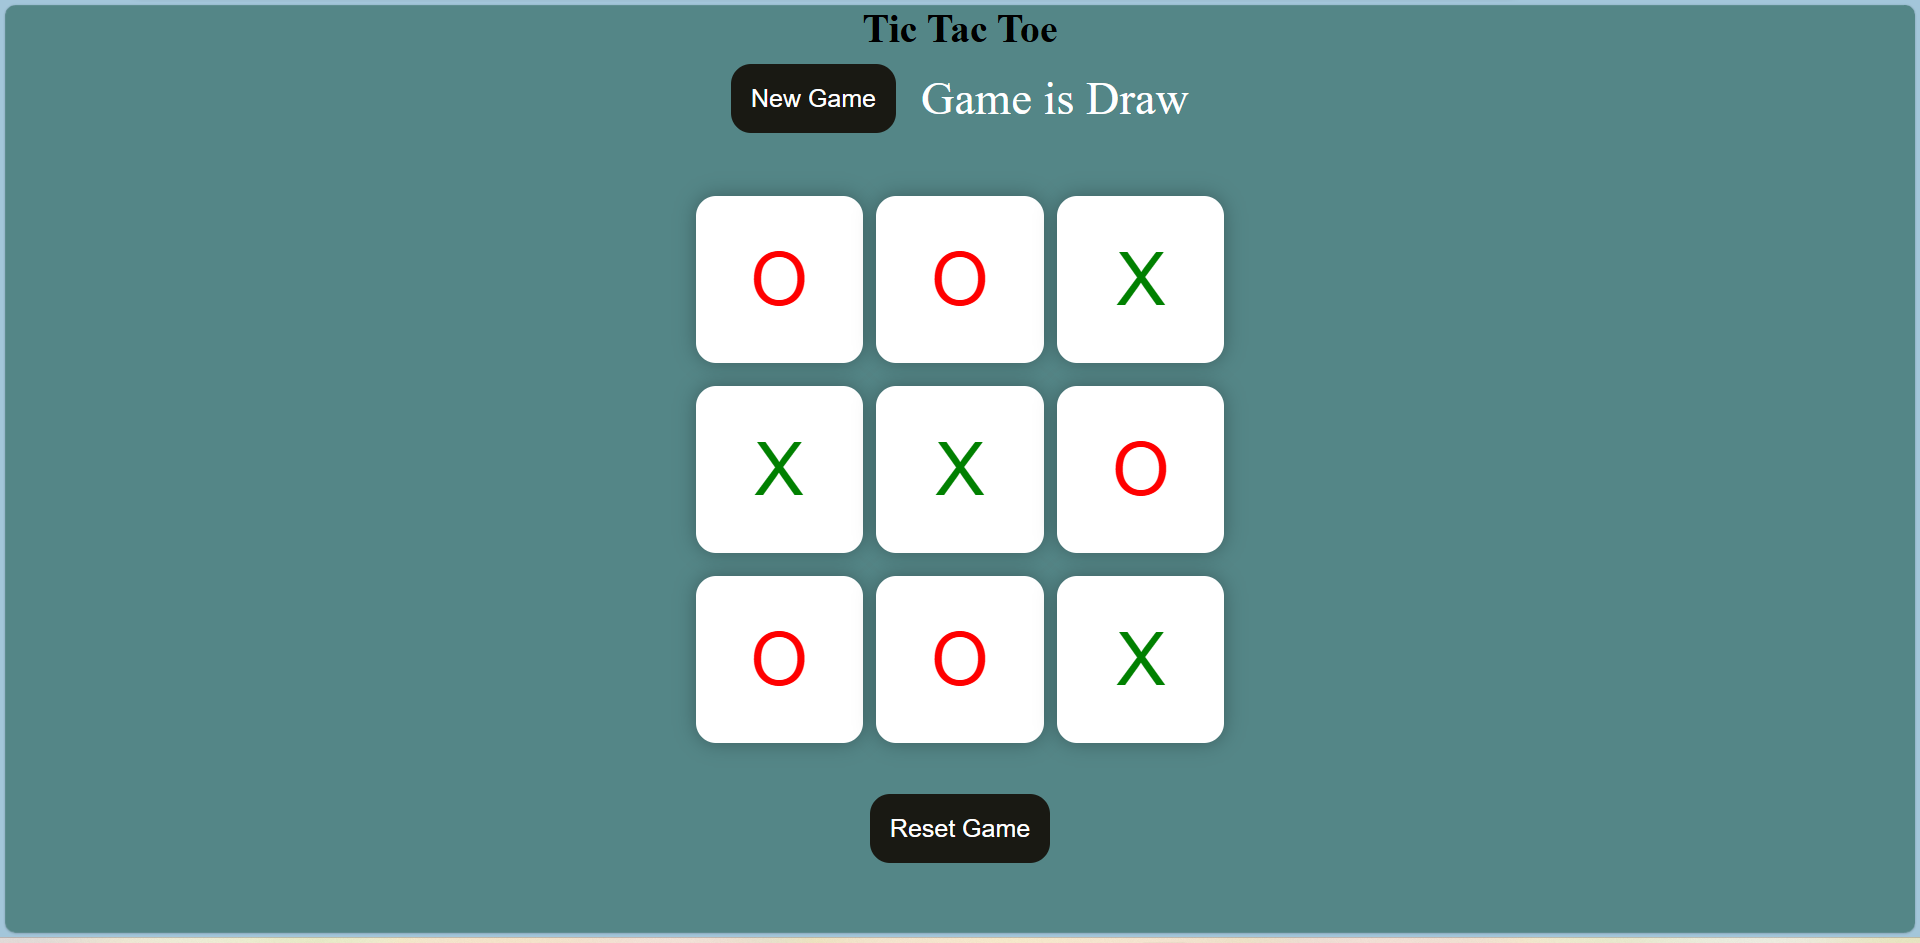 Tic Tac Toe
New Game Game is Draw
O O X
X X O
O O X
Reset Game